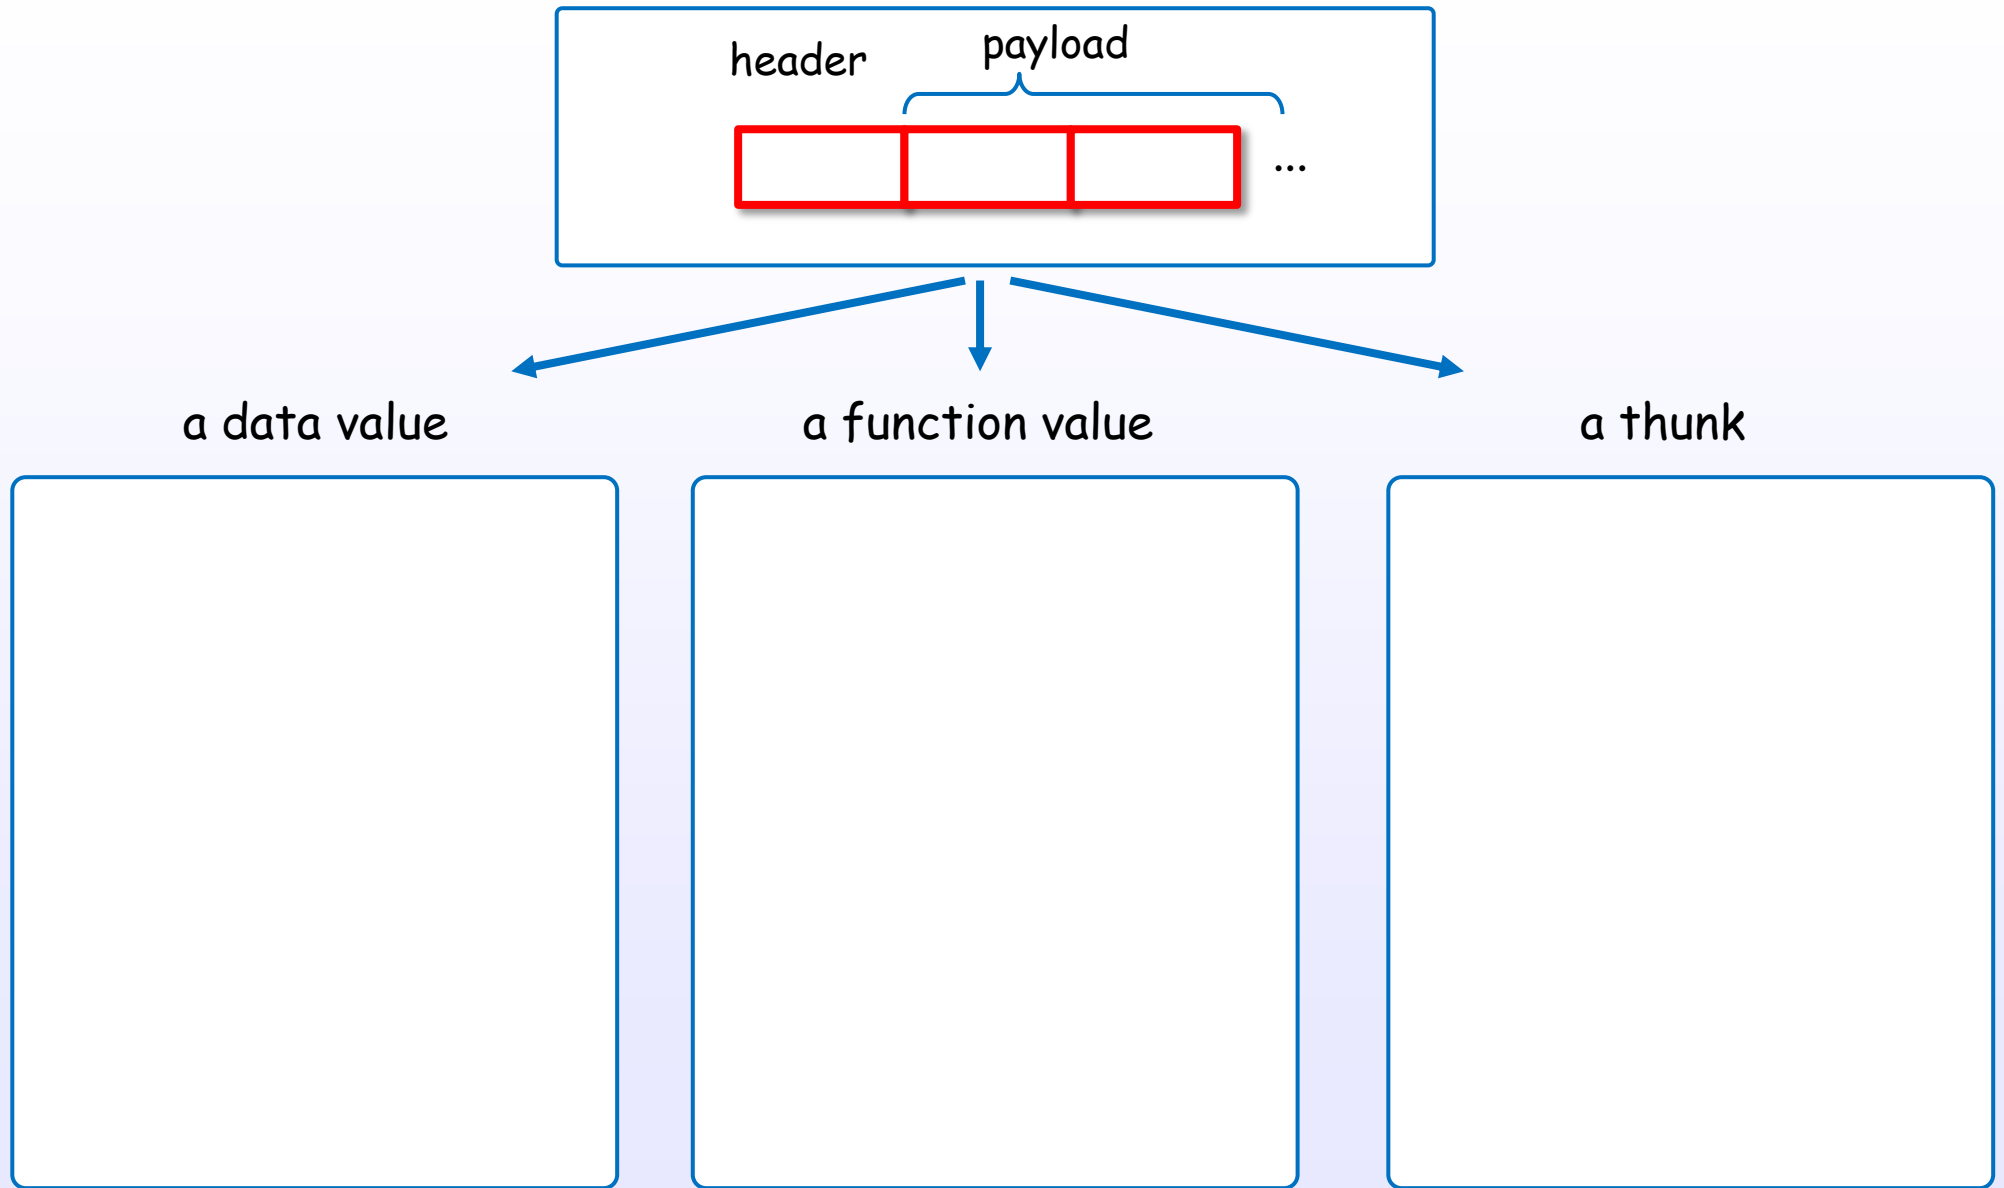 header
payload
...
a data value
a function value
a thunk